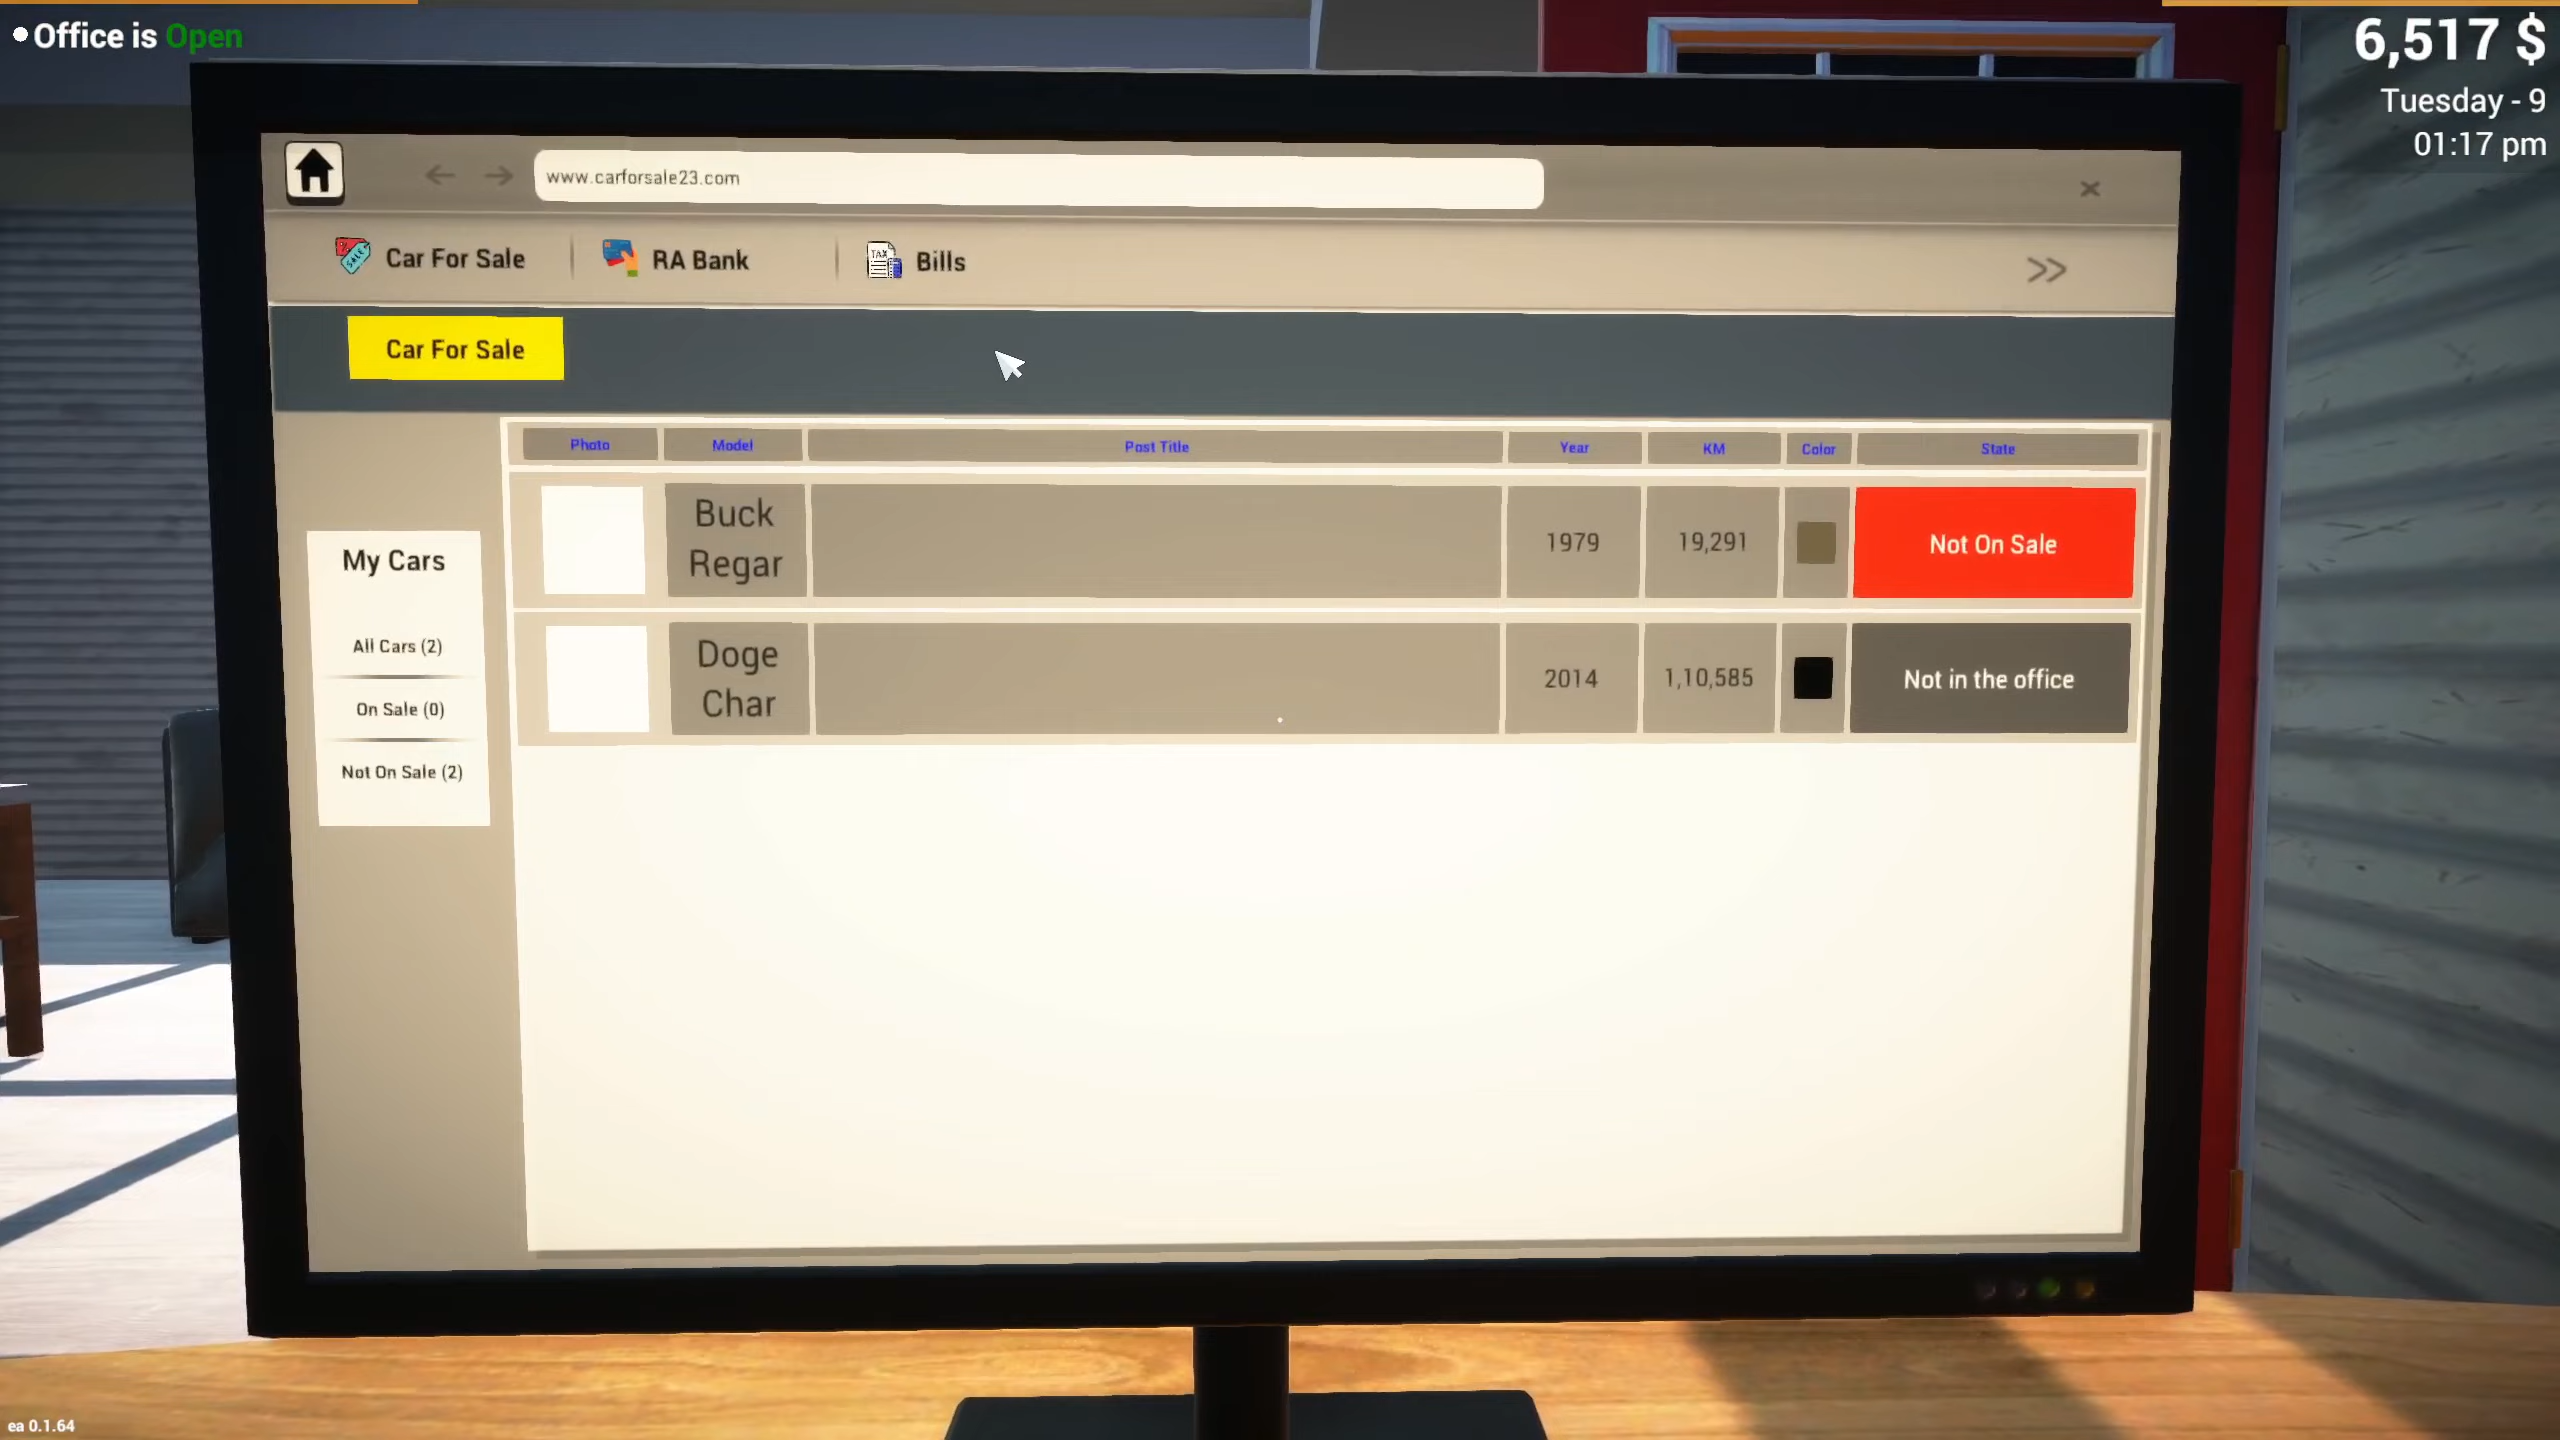 Office is Open
6,517 $
Tuesday - 9
01:17 pm
www.carforsale23.com
Car For Sale
RA Bank
TAX
Bills
>>
Car For Sale
Photo Model Post Title Year KM Color State
Buck
Regar
1979 19,291 Not On Sale
Doge
Char
2014 1,10,585 Not in the office
My Cars
All Cars (2)
On Sale (0)
Not On Sale (2)
ea 0.1.64